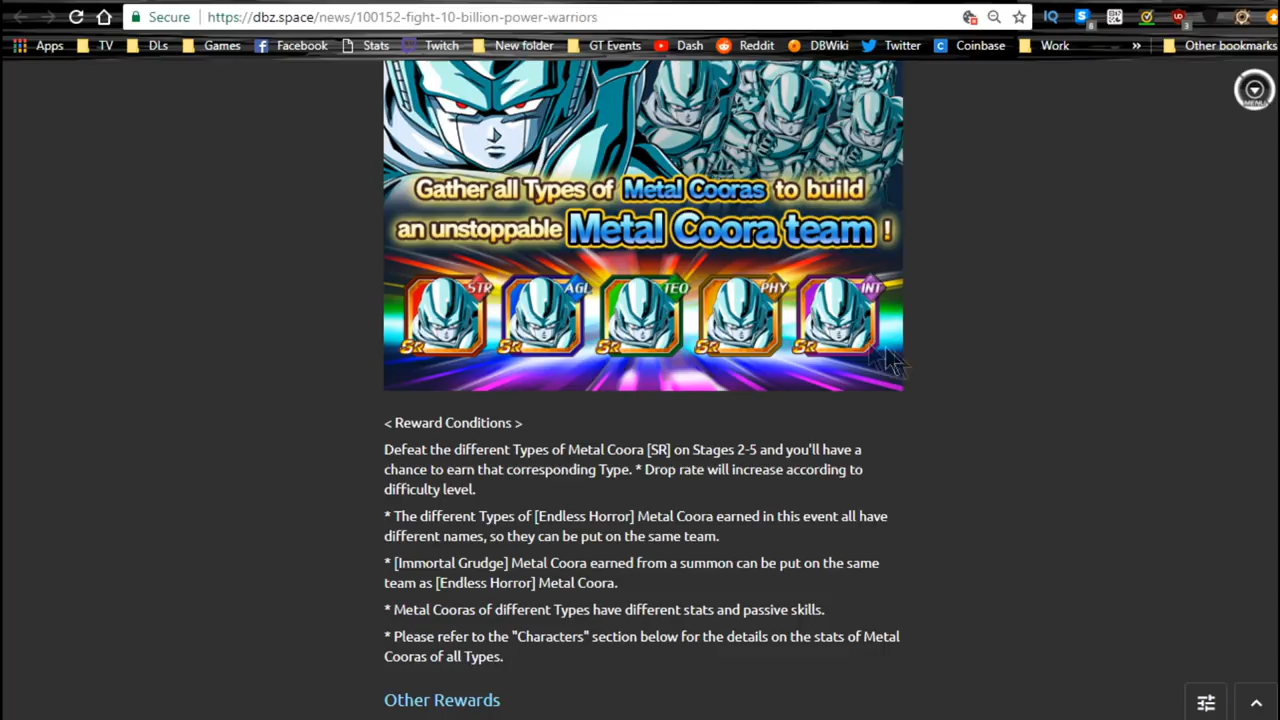 Secure https://dbz.space/news/100152-fight-10-billion-power-warriors
Apps TV DLs Games Facebook Stats Twitch New folder GT Events Dash Reddit DBWiki Twitter Coinbase Work » Other bookmarks
MENU
Gather all Types of Metal Cooras to build
an unstoppable Metal Coora team !
STR AGL TEQ PHY INT
SR SR SR SR SR
< Reward Conditions >
Defeat the different Types of Metal Coora [SR] on Stages 2-5 and you'll have a
chance to earn that corresponding Type. * Drop rate will increase according to
difficulty level.
* The different Types of [Endless Horror] Metal Coora earned in this event all have
different names, so they can be put on the same team.
* [Immortal Grudge] Metal Coora earned from a summon can be put on the same
team as [Endless Horror] Metal Coora.
* Metal Cooras of different Types have different stats and passive skills.
* Please refer to the "Characters" section below for the details on the stats of Metal
Cooras of all Types.
Other Rewards